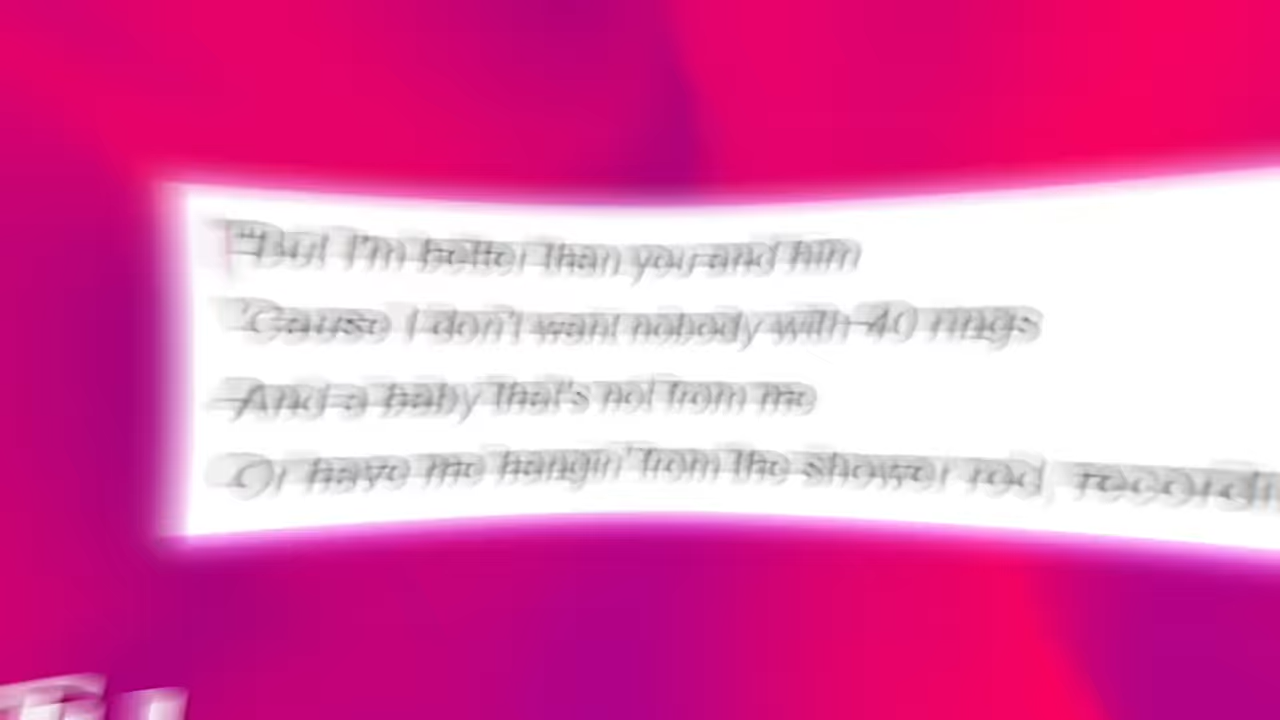 "But I'm better than you and him
'Cause I don't want nobody with 40 rings
And a baby that's not from me
Or have me hangin' from the shower rod,